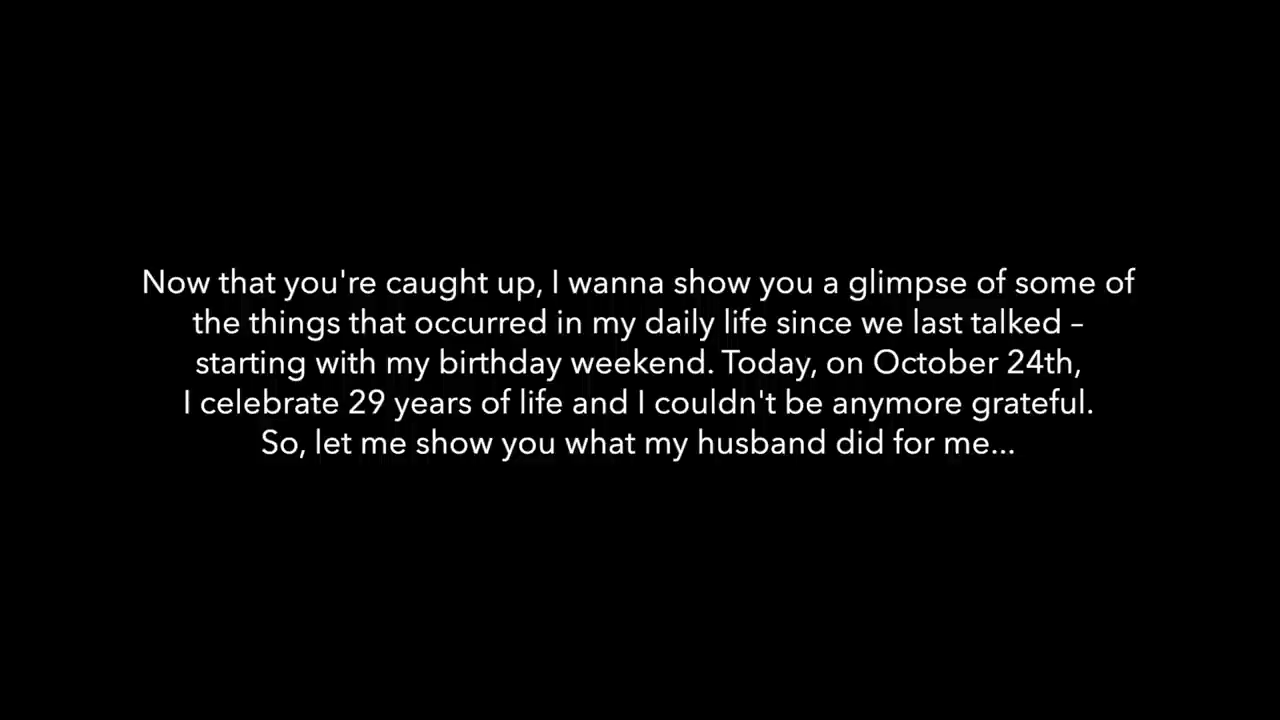 Now that you're caught up, I wanna show you a glimpse of some of
the things that occurred in my daily life since we last talked –
starting with my birthday weekend. Today, on October 24th,
I celebrate 29 years of life and I couldn't be anymore grateful.
So, let me show you what my husband did for me...